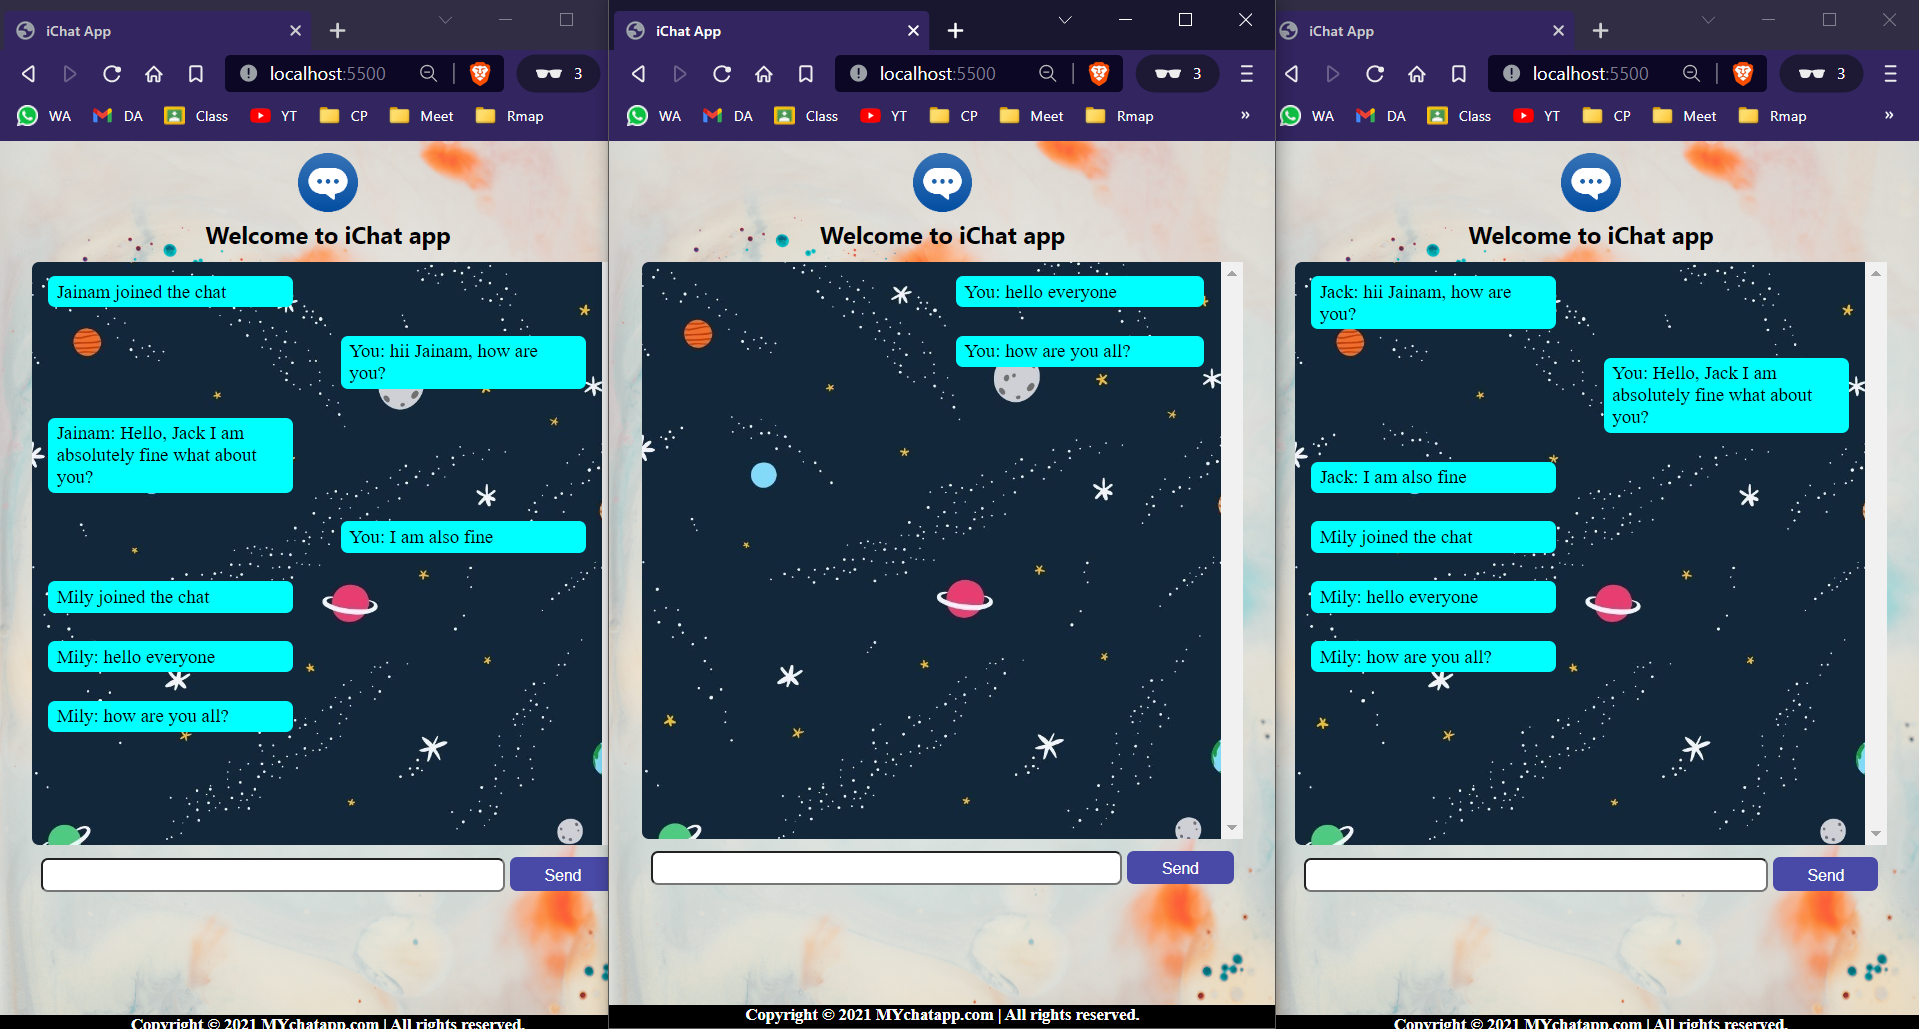 iChat App
localhost:5500
3
WA DA Class YT CP Meet Rmap
Welcome to iChat app
Jainam joined the chat
You: hii Jainam, how are
you?
Jainam: Hello, Jack I am
absolutely fine what about
you?
You: I am also fine
Mily joined the chat
Mily: hello everyone
Mily: how are you all?
Send
Copyright © 2021 MYchatapp.com | All rights reserved.
iChat App
localhost:5500
3
WA DA Class YT CP Meet Rmap »
Welcome to iChat app
You: hello everyone
You: how are you all?
Send
Copyright © 2021 MYchatapp.com | All rights reserved.
iChat App
localhost:5500
3
WA DA Class YT CP Meet Rmap »
Welcome to iChat app
Jack: hii Jainam, how are
you?
You: Hello, Jack I am
absolutely fine what about
you?
Jack: I am also fine
Mily joined the chat
Mily: hello everyone
Mily: how are you all?
Send
Copyright © 2021 MYchatapp.com | All rights reserved.